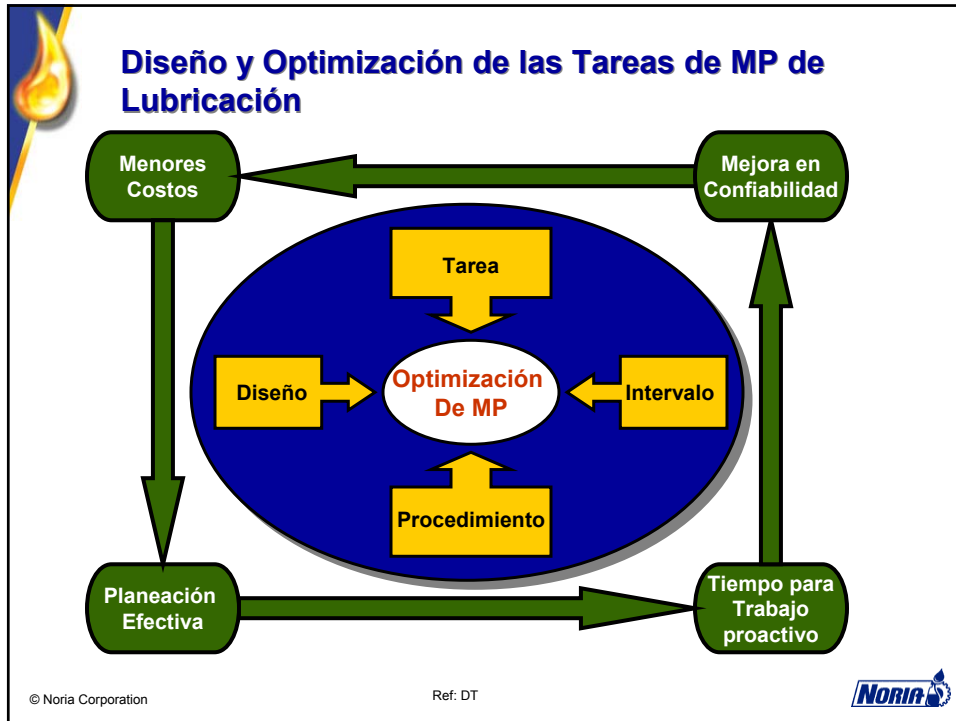 Diseño y Optimización de las Tareas de MP de
Lubricación
Menores
Costos
Mejora en
Confiabilidad
Tarea
Diseño
Optimización
De MP
Intervalo
Procedimiento
Planeación
Efectiva
Tiempo para
Trabajo
proactivo
© Noria Corporation
Ref: DT
NORIA